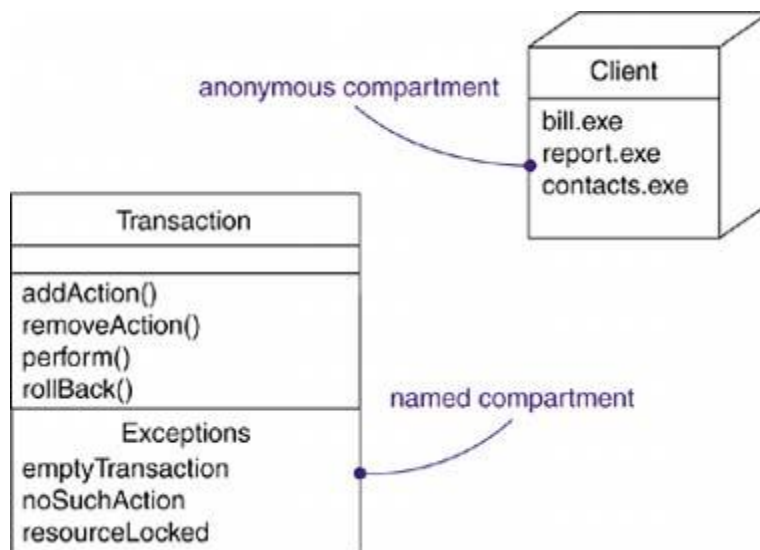 Client
anonymous compartment
bill.exe
report.exe
contacts.exe
Transaction
addAction()
removeAction()
perform()
rollBack()
named compartment
Exceptions
emptyTransaction
noSuchAction
resourceLocked